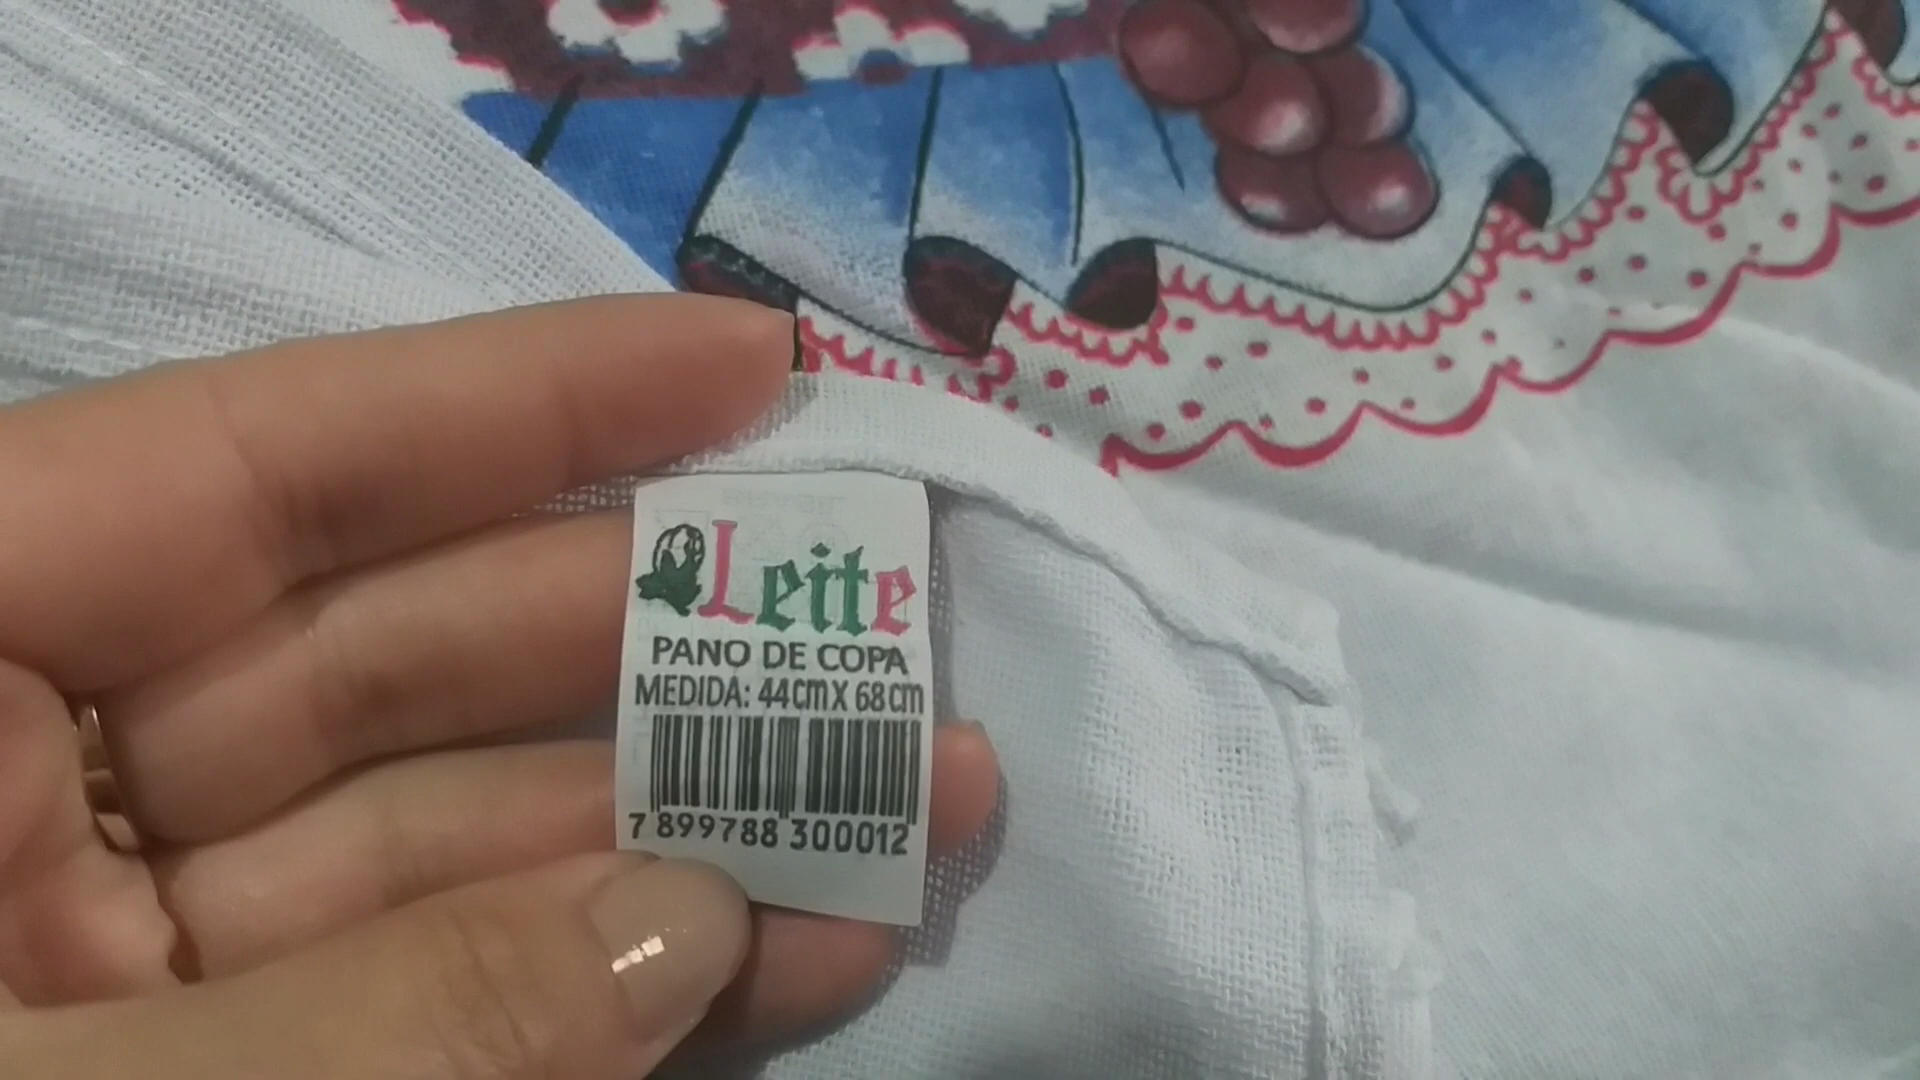 Leite
PANO DE COPA
MEDIDA: 44cm X 68cm
7 899788 300012